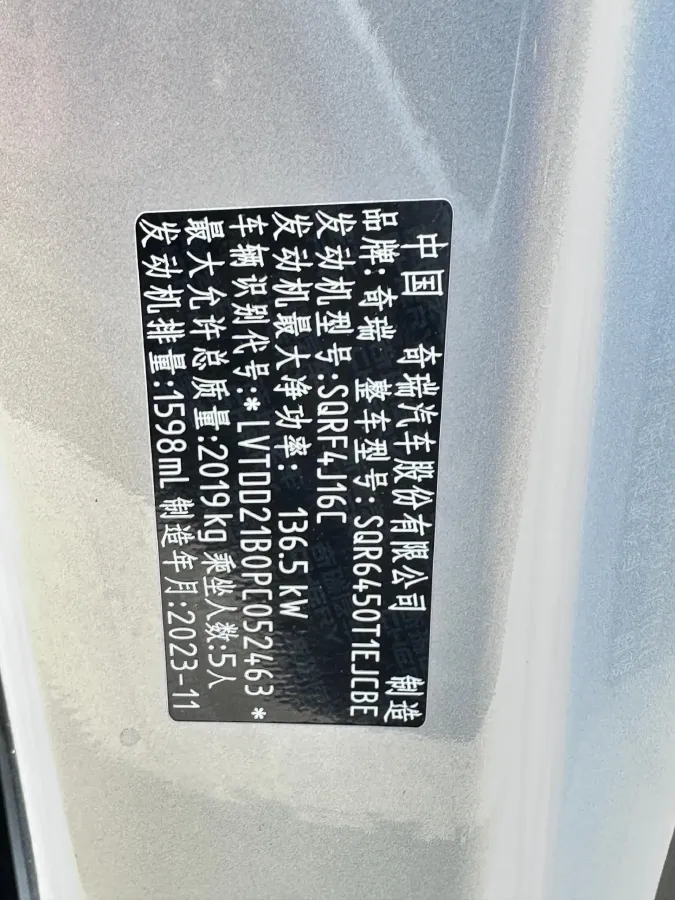 中国 奇瑞汽车股份有限公司 制造
品牌:奇瑞 整车型号:SQR6450T1EJCBE
发动机型号:SQRF4J16C
发动机最大净功率: 136.5 kW
车辆识别代号:*LVTDD21B0PC052463*
最大允许总质量:2019kg 乘坐人数:5人
发动机排量:1598mL 制造年月:2023-11